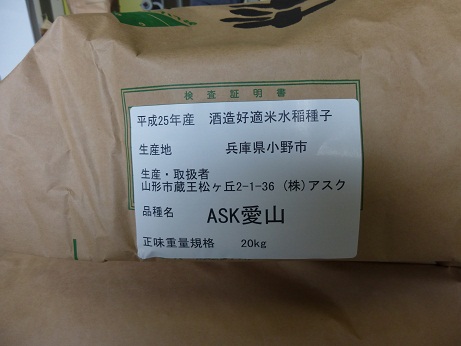 検査証明書
平成25年産 酒造好適米水稲種子
生産地 兵庫県小野市
生産・取扱者
山形市蔵王松ヶ丘2-1-36 (株)アスク
品種名 ASK愛山
正味重量規格 20kg